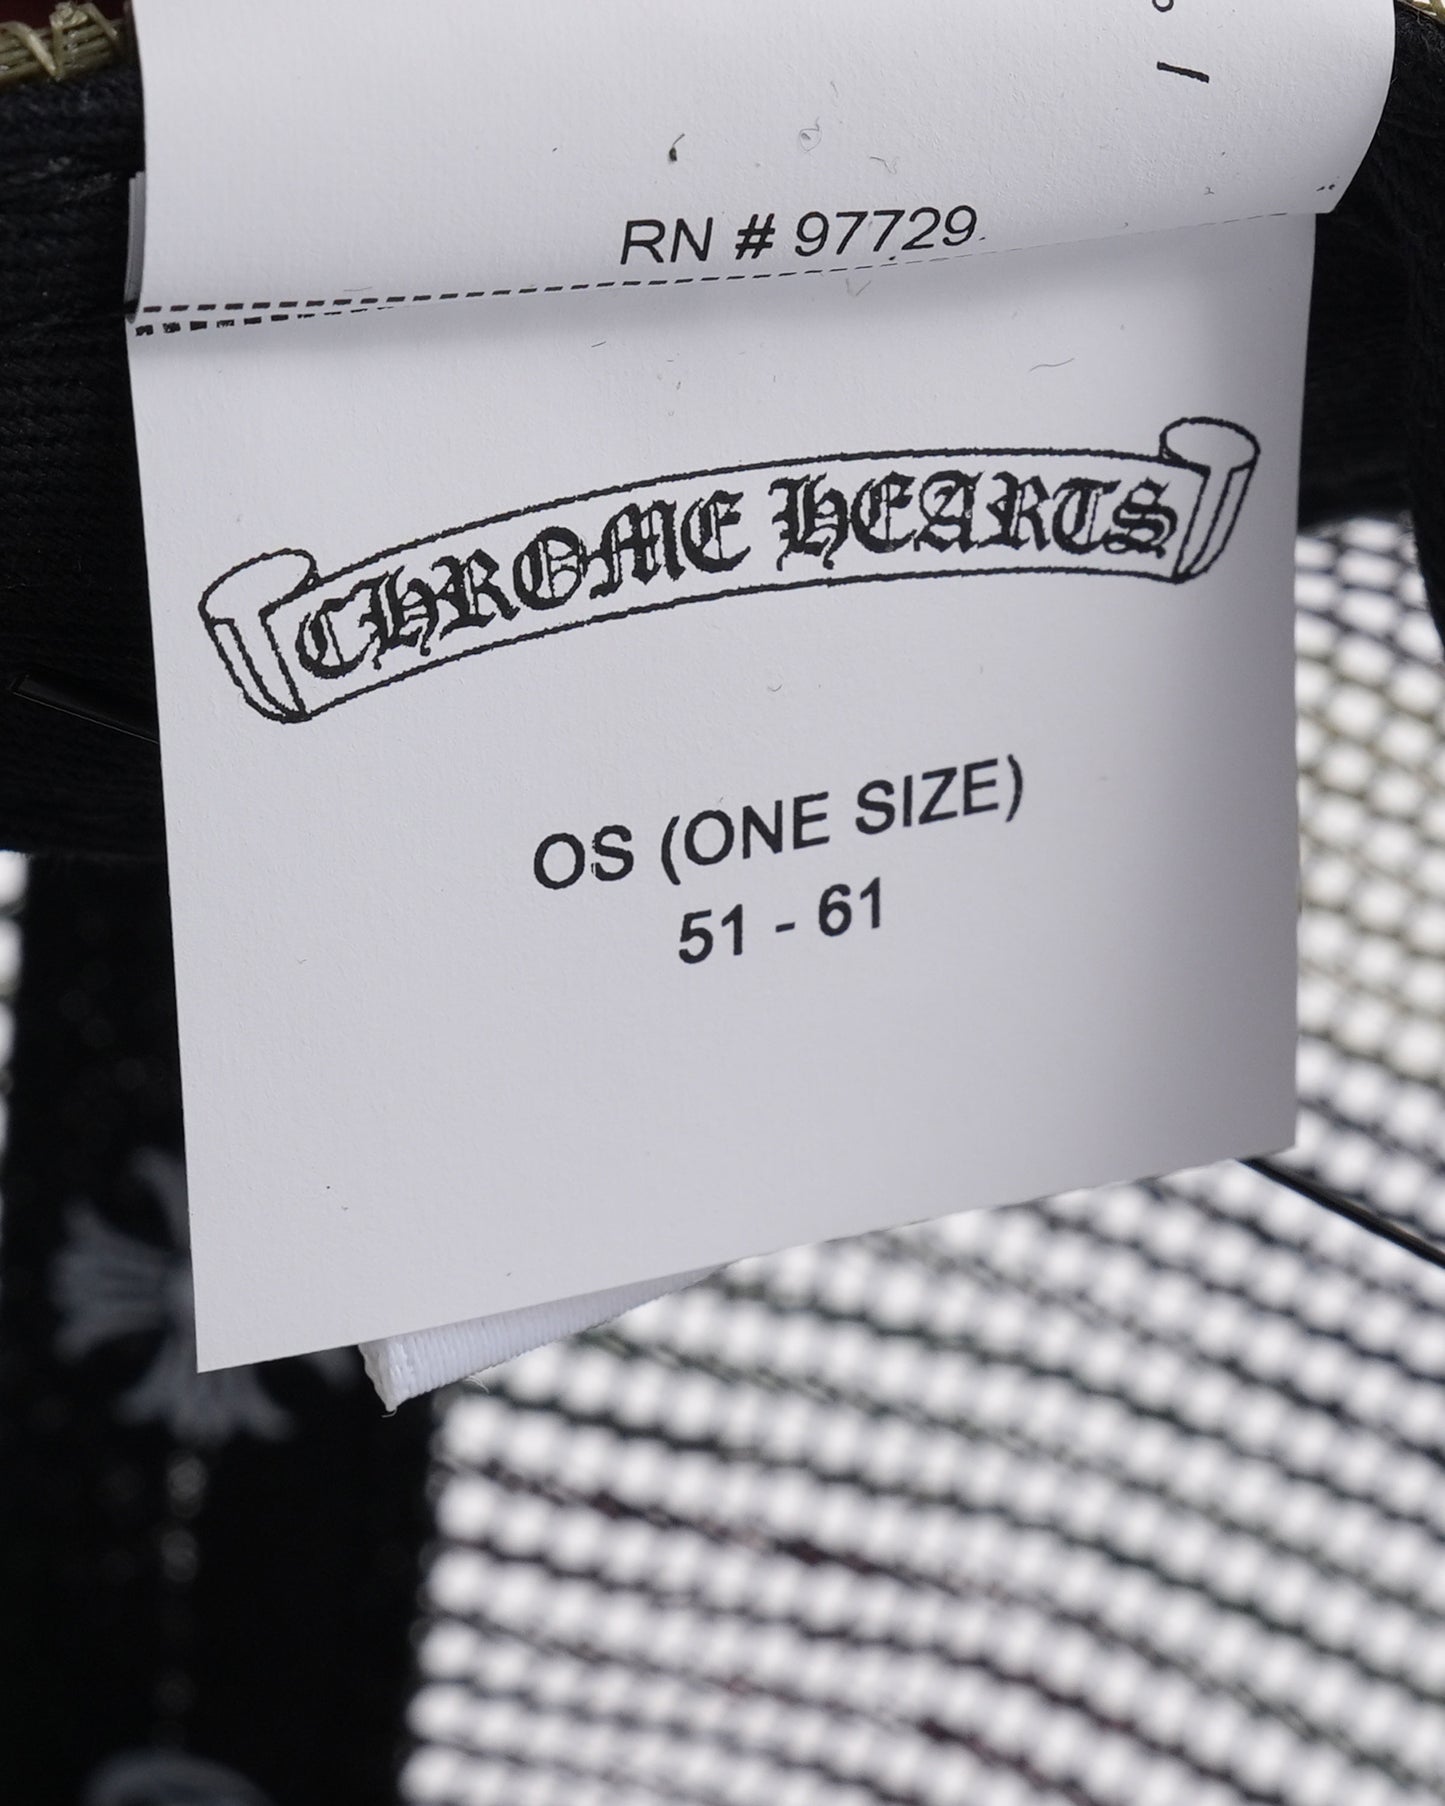 RN # 97729
CHROME HEARTS
OS (ONE SIZE)
51 - 61